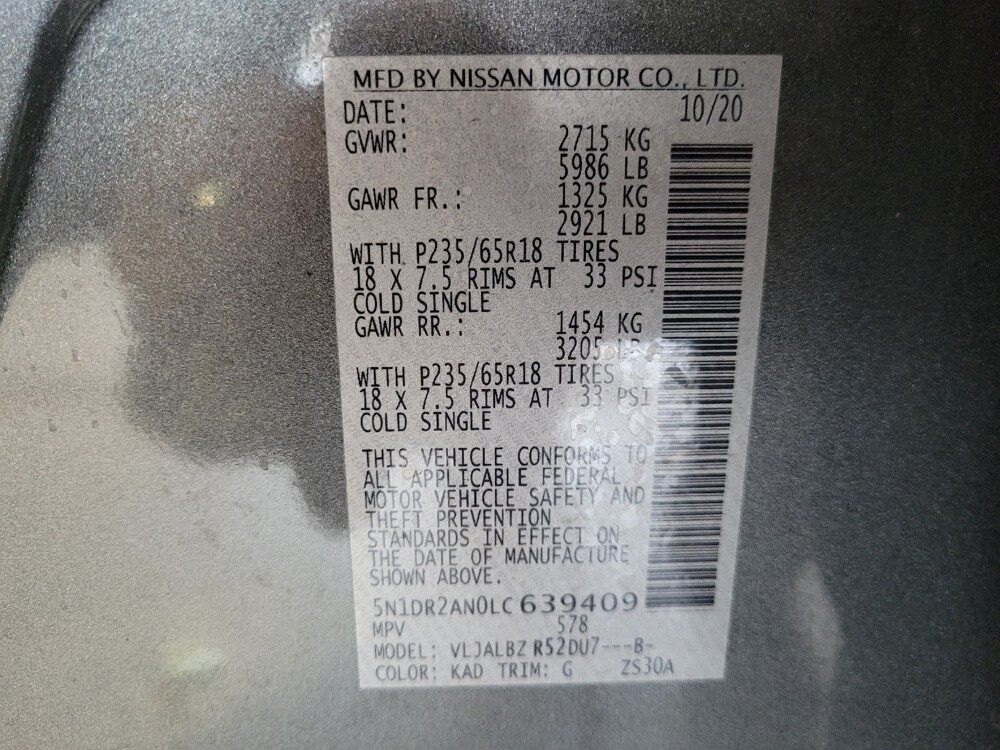 MFD BY NISSAN MOTOR CO., LTD.
DATE: 10/20
GVWR: 2715 KG
5986 LB
GAWR FR.: 1325 KG
2921 LB
WITH P235/65R18 TIRES
18 X 7.5 RIMS AT 33 PSI
COLD SINGLE
GAWR RR.: 1454 KG
3205 LB
WITH P235/65R18 TIRES
18 X 7.5 RIMS AT 33 PSI
COLD SINGLE
THIS VEHICLE CONFORMS TO
ALL APPLICABLE FEDERAL
MOTOR VEHICLE SAFETY AND
THEFT PREVENTION
STANDARDS IN EFFECT ON
THE DATE OF MANUFACTURE
SHOWN ABOVE.
5N1DR2AN0LC639409
MPV 578
MODEL: VLJALBZ R52DU7---B-
COLOR: KAD TRIM: G ZS30A